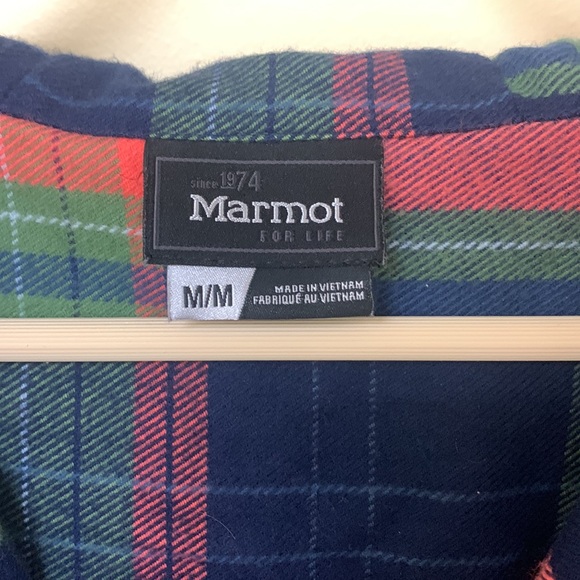 since 1974
Marmot
FOR LIFE
M/M
MADE IN VIETNAM
FABRIQUÉ AU VIETNAM